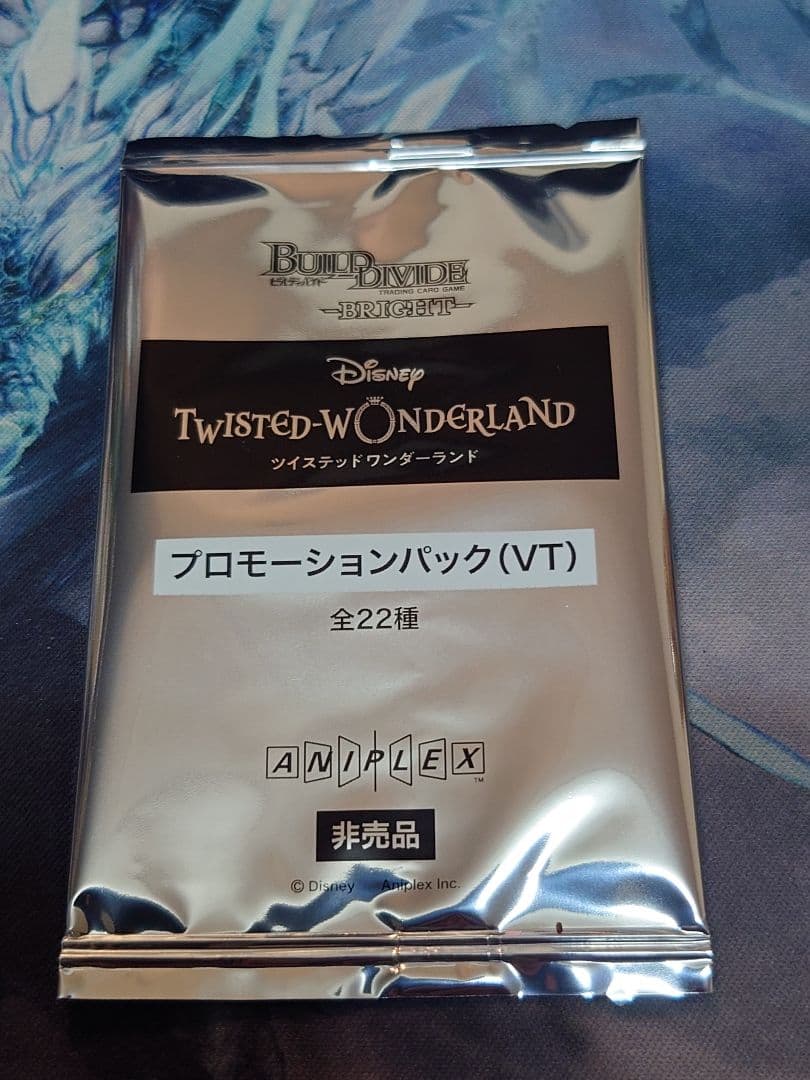 BUILD DIVIDE
ビルディバイド
TRADING CARD GAME
-BRIGHT-
Disney
TWISTED-WONDERLAND
ツイステッドワンダーランド
プロモーションパック(VT)
全22種
ANIPLEX™
非売品
© Disney Aniplex Inc.